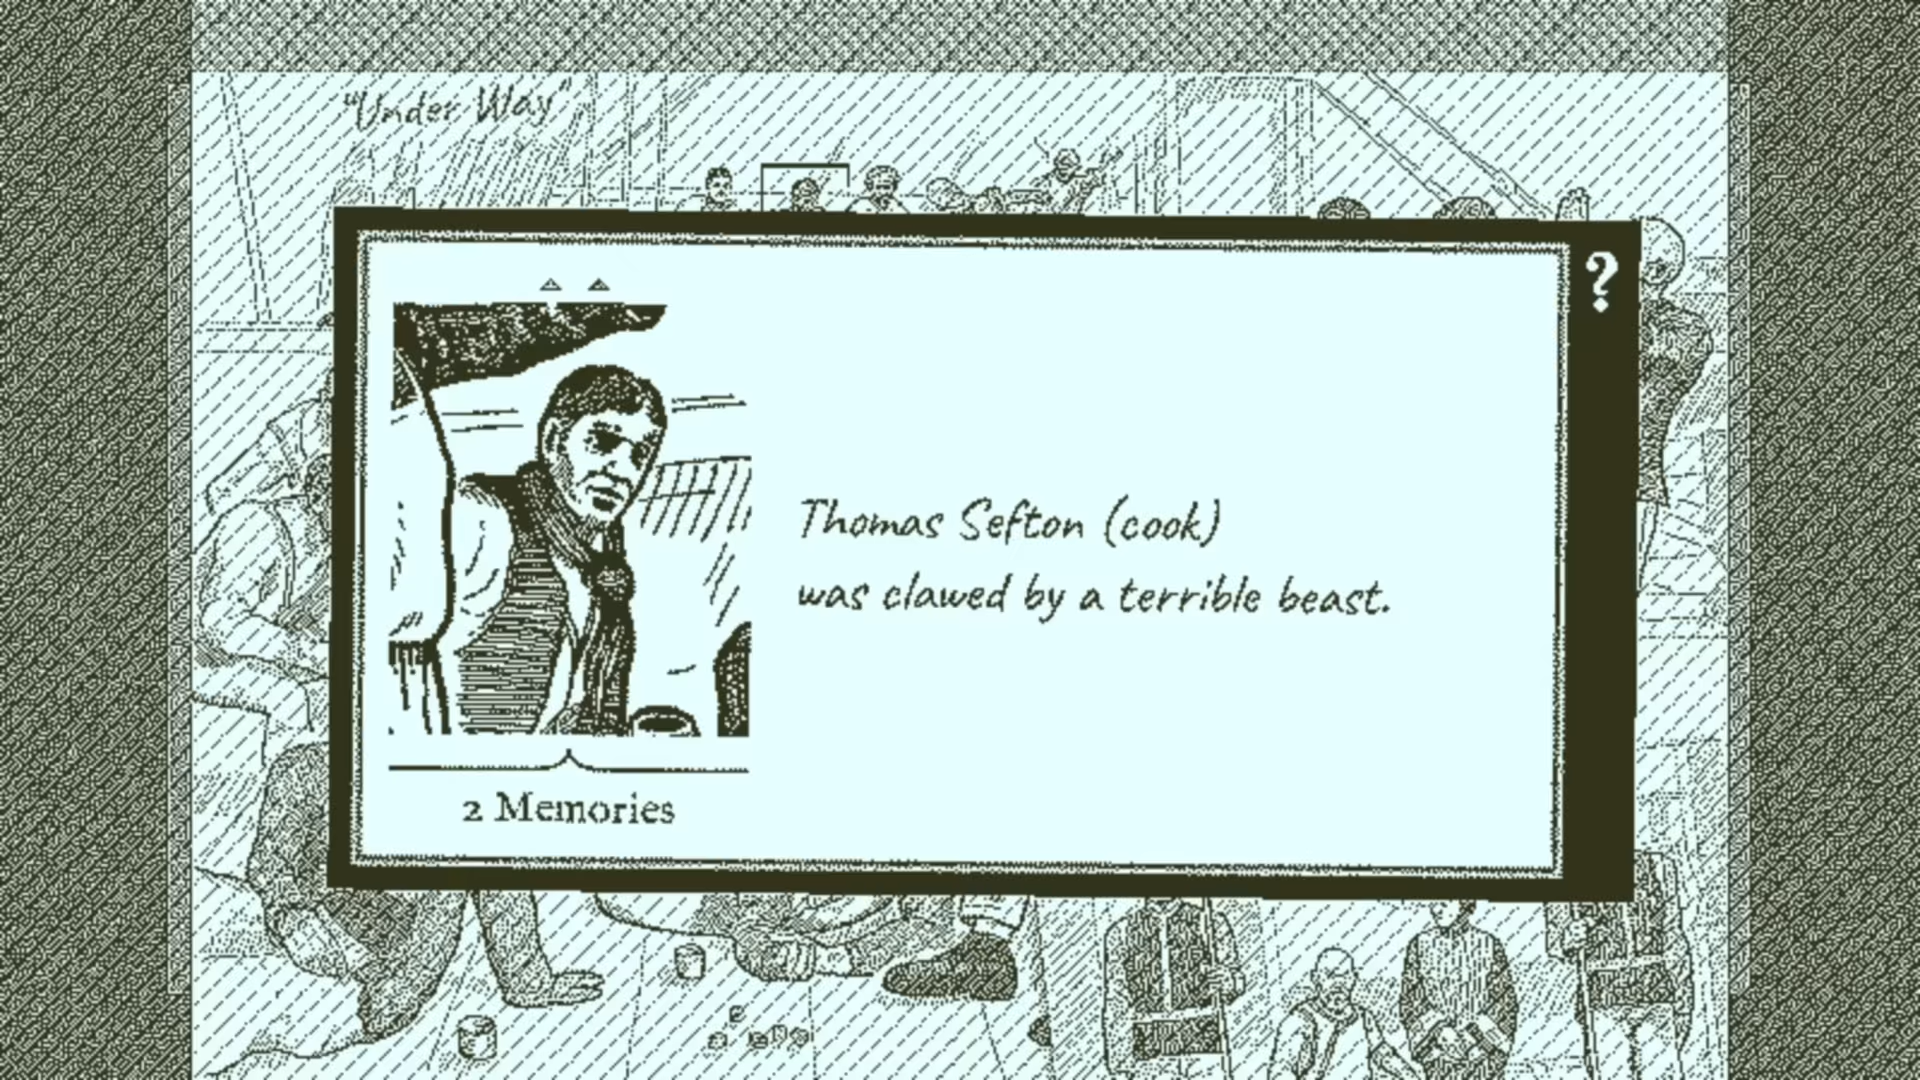 "Under Way"
?
Thomas Sefton (cook)
was clawed by a terrible beast.
2 Memories